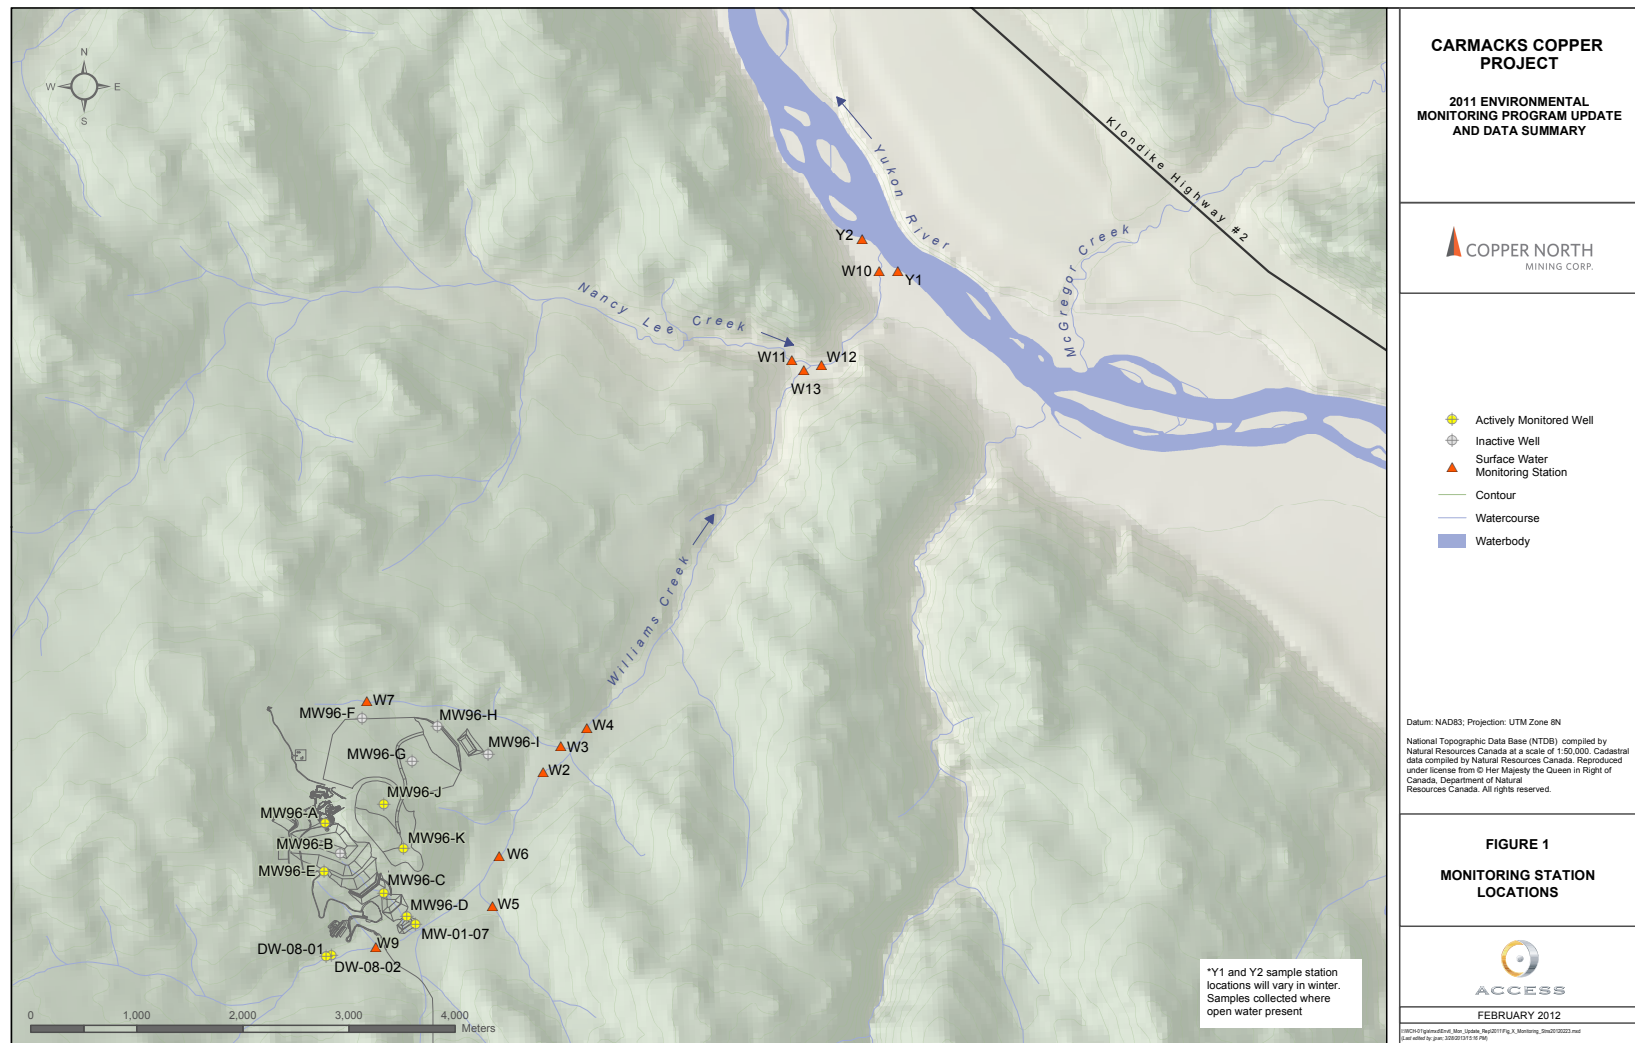 N
W
E
S
Klondike Highway #2
Yukon River
McGregor Creek
Nancy Lee Creek
Williams Creek
Y2
W10
Y1
W11
W12
W13
W7
MW96-F
MW96-H
MW96-I
MW96-G
W4
W3
W2
MW96-J
MW96-A
MW96-K
MW96-B
W6
MW96-E
MW96-C
MW96-D
W5
MW-01-07
W9
DW-08-01
DW-08-02
0 1,000 2,000 3,000 4,000
Meters
*Y1 and Y2 sample station
locations will vary in winter.
Samples collected where
open water present
CARMACKS COPPER
PROJECT
2011 ENVIRONMENTAL
MONITORING PROGRAM UPDATE
AND DATA SUMMARY
COPPER NORTH
MINING CORP.
Actively Monitored Well
Inactive Well
Surface Water
Monitoring Station
Contour
Watercourse
Waterbody
Datum: NAD83; Projection: UTM Zone 8N
National Topographic Data Base (NTDB) compiled by
Natural Resources Canada at a scale of 1:50,000. Cadastral
data compiled by Natural Resources Canada. Reproduced
under license from © Her Majesty the Queen in Right of
Canada, Department of Natural
Resources Canada. All rights reserved.
FIGURE 1
MONITORING STATION
LOCATIONS
ACCESS
FEBRUARY 2012